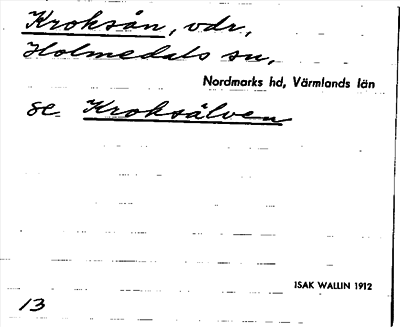 Kroksån, vdr,
Holmedals sn,
Nordmarks hd, Värmlands län
se Kroksälven
ISAK WALLIN 1912
13